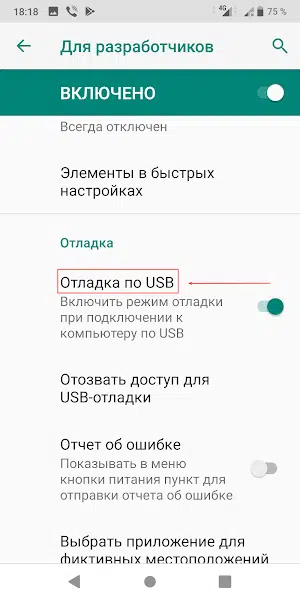 18:18 4G 75 %
Для разработчиков
ВКЛЮЧЕНО
Всегда отключен
Элементы в быстрых
настройках
Отладка
Отладка по USB
Включить режим отладки
при подключении к
компьютеру по USB
Отозвать доступ для
USB-отладки
Отчет об ошибке
Показывать в меню
кнопки питания пункт для
отправки отчета об ошибке
Выбрать приложение для
фиктивных местоположений